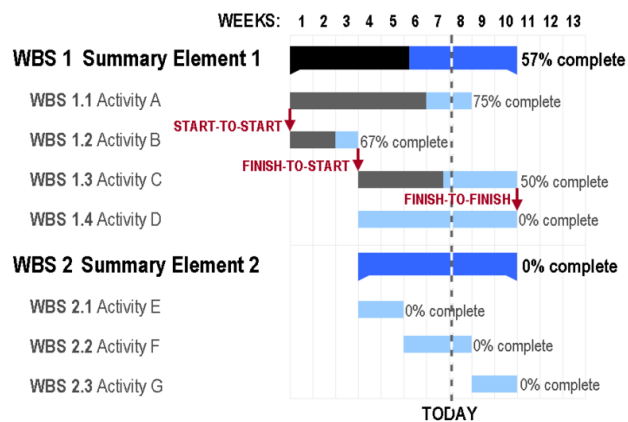 WEEKS: 1 2 3 4 5 6 7 8 9 10 11 12 13
WBS 1 Summary Element 1 57% complete
WBS 1.1 Activity A 75% complete
START-TO-START
WBS 1.2 Activity B 67% complete
FINISH-TO-START
WBS 1.3 Activity C 50% complete
FINISH-TO-FINISH
WBS 1.4 Activity D 0% complete
WBS 2 Summary Element 2 0% complete
WBS 2.1 Activity E 0% complete
WBS 2.2 Activity F 0% complete
WBS 2.3 Activity G 0% complete
TODAY